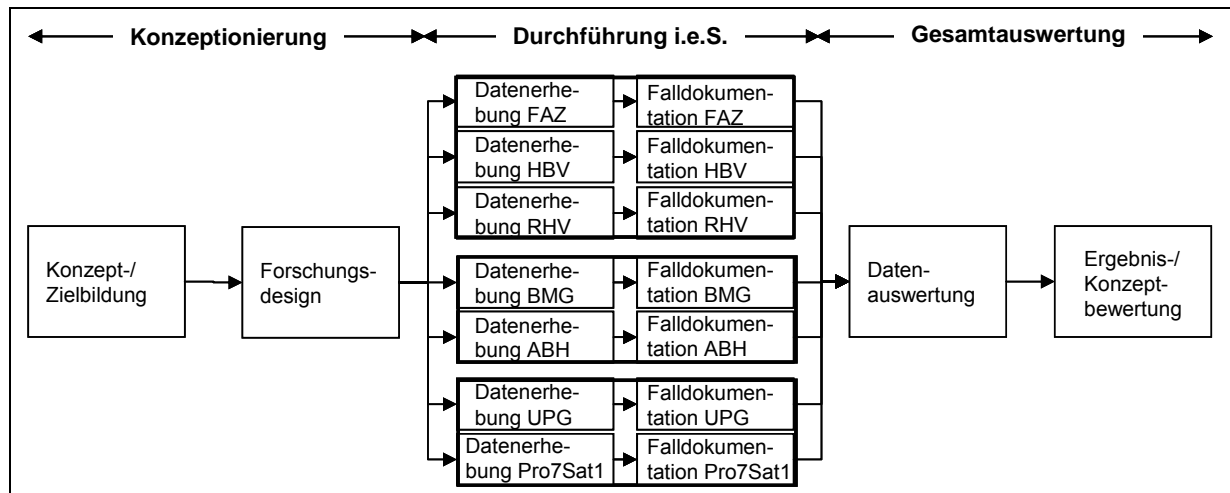 Konzeptionierung
Durchführung i.e.S.
Gesamtauswertung
Konzept-/
Zielbildung
Forschungs-
design
Datenerhe-
bung FAZ
Falldokumen-
tation FAZ
Datenerhe-
bung HBV
Falldokumen-
tation HBV
Datenerhe-
bung RHV
Falldokumen-
tation RHV
Datenerhe-
bung BMG
Falldokumen-
tation BMG
Datenerhe-
bung ABH
Falldokumen-
tation ABH
Datenerhe-
bung UPG
Falldokumen-
tation UPG
Datenerhe-
bung Pro7Sat1
Falldokumen-
tation Pro7Sat1
Daten-
auswertung
Ergebnis-/
Konzept-
bewertung